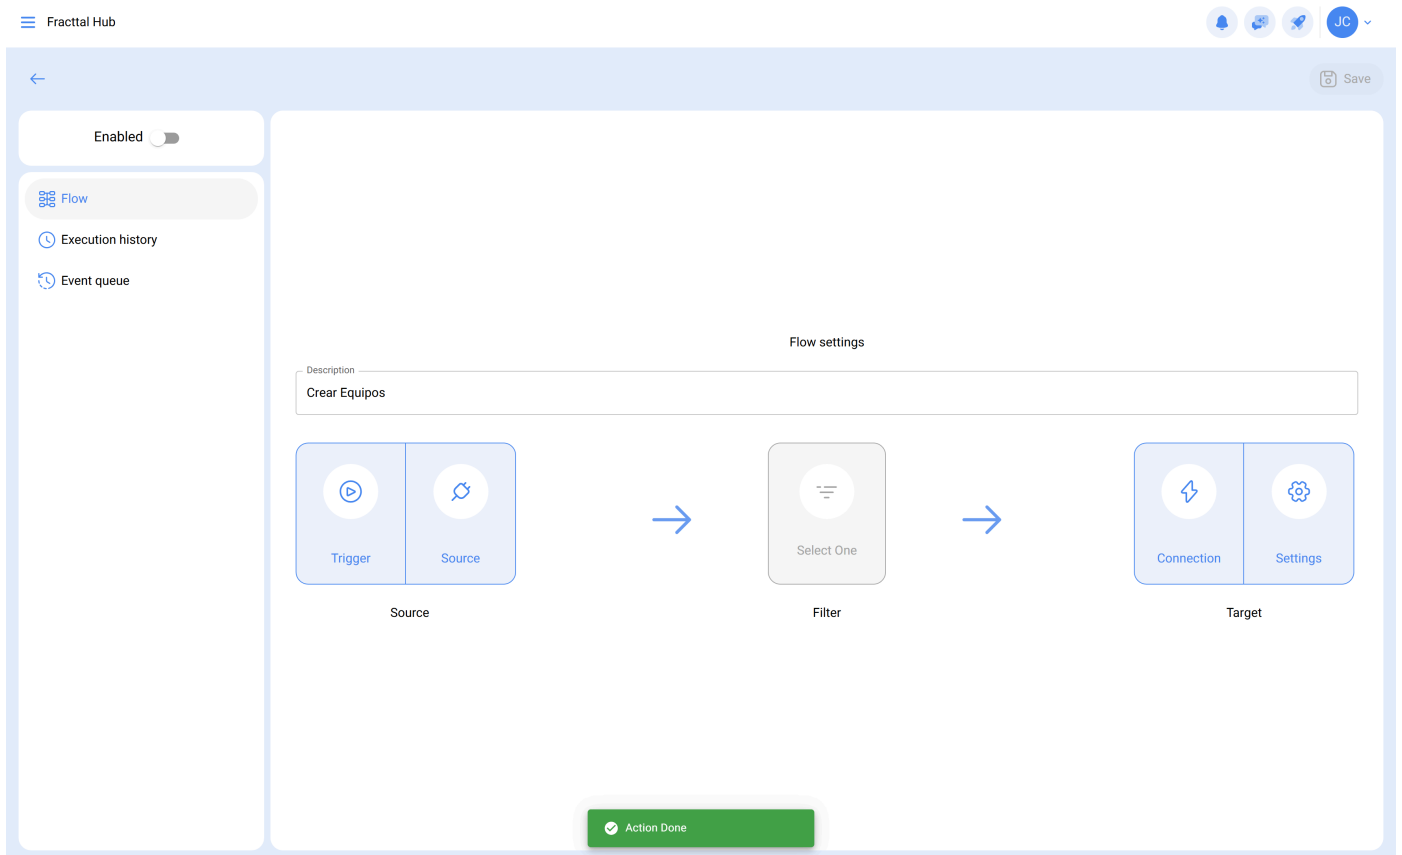 Fracttal Hub
JC
Save
Enabled
Flow
Execution history
Event queue
Flow settings
Description
Crear Equipos
Trigger
Source
Select One
Connection
Settings
Source
Filter
Target
Action Done